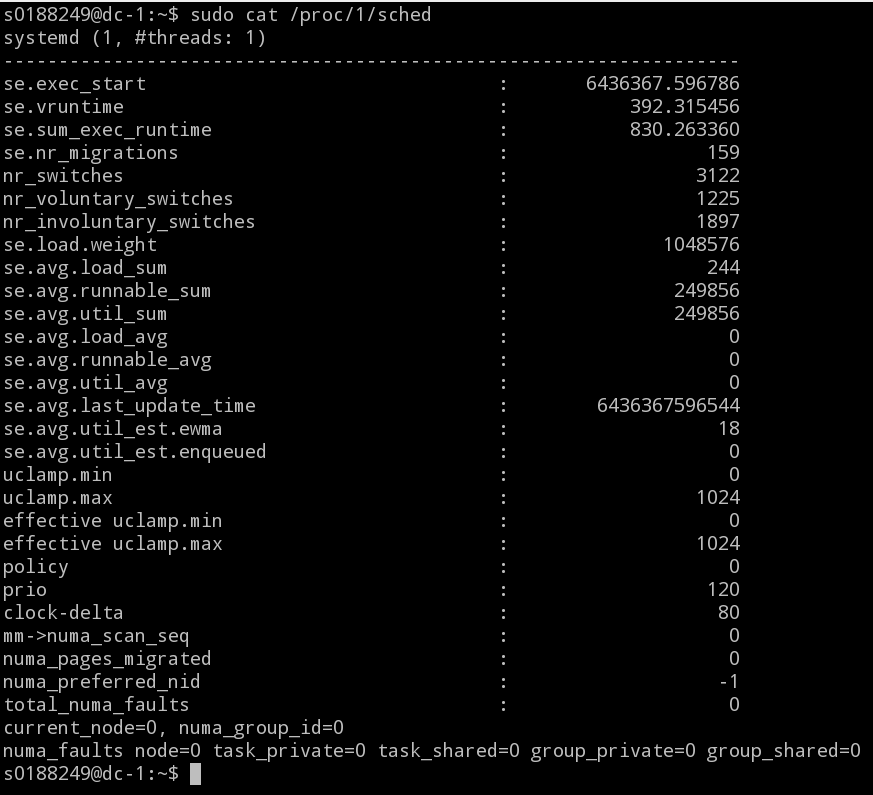 s0188249@dc-1:~$ sudo cat /proc/1/sched
systemd (1, #threads: 1)
-------------------------------------------------------------------
se.exec_start                                :       6436367.596786
se.vruntime                                  :           392.315456
se.sum_exec_runtime                          :           830.263360
se.nr_migrations                             :                  159
nr_switches                                  :                 3122
nr_voluntary_switches                        :                 1225
nr_involuntary_switches                      :                 1897
se.load.weight                               :              1048576
se.avg.load_sum                              :                  244
se.avg.runnable_sum                          :               249856
se.avg.util_sum                              :               249856
se.avg.load_avg                              :                    0
se.avg.runnable_avg                          :                    0
se.avg.util_avg                              :                    0
se.avg.last_update_time                      :        6436367596544
se.avg.util_est.ewma                         :                   18
se.avg.util_est.enqueued                     :                    0
uclamp.min                                   :                    0
uclamp.max                                   :                 1024
effective uclamp.min                         :                    0
effective uclamp.max                         :                 1024
policy                                       :                    0
prio                                         :                  120
clock-delta                                  :                   80
mm->numa_scan_seq                            :                    0
numa_pages_migrated                          :                    0
numa_preferred_nid                           :                   -1
total_numa_faults                            :                    0
current_node=0, numa_group_id=0
numa_faults node=0 task_private=0 task_shared=0 group_private=0 group_shared=0
s0188249@dc-1:~$